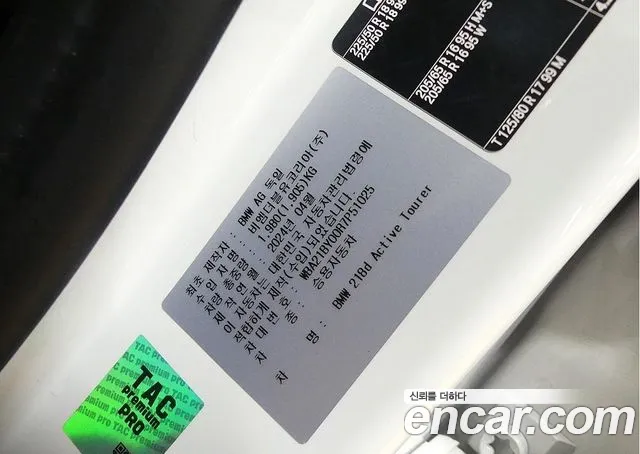 225/50 R 18 95
225/50 R 18 99
205/65 R 16 95 H M+S
205/65 R 16 95 W
T 125/80 R 17 99 M
최초 제작자 : BMW AG 독일
수입 자 명 : 비엠더블유코리아(주)
차량 총중량 : 1,980(1,905)KG
제 작 연 월 : 2024년 04월
이 자동차는 대한민국 자동차관리법령에
적합하게 제작(수입)되었습니다.
차 대 번 호 : WBA21BY00R7P51025
차 종 : 승용자동차
차 명 : BMW 218d Active Tourer
TAC
premium
PRO
신뢰를 더하다
encar.com